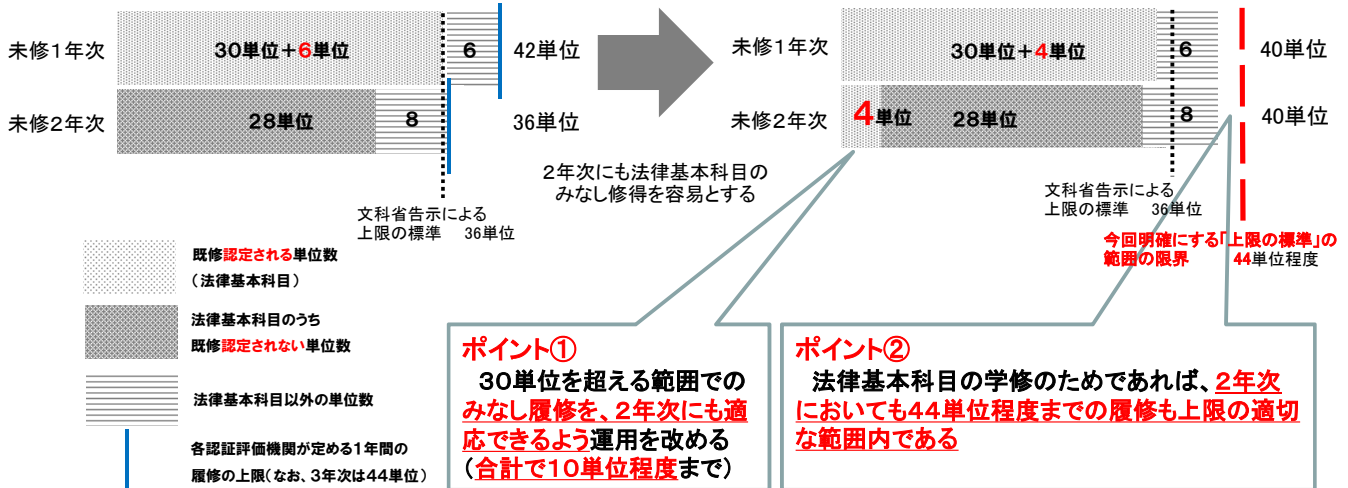 未修1年次
30単位+6単位
6
42単位
未修2年次
28単位
8
36単位
文科省告示による
上限の標準 36単位
2年次にも法律基本科目の
みなし修得を容易とする
未修1年次
30単位+4単位
6
40単位
未修2年次
4単位
28単位
8
40単位
文科省告示による
上限の標準 36単位
今回明確にする「上限の標準」の
範囲の限界 44単位程度
既修認定される単位数
(法律基本科目)
法律基本科目のうち
既修認定されない単位数
法律基本科目以外の単位数
各認証評価機関が定める1年間の
履修の上限(なお、3年次は44単位)
ポイント①
30単位を超える範囲での
みなし履修を、2年次にも適
応できるよう運用を改める
(合計で10単位程度まで)
ポイント②
法律基本科目の学修のためであれば、2年次
においても44単位程度までの履修も上限の適切
な範囲内である